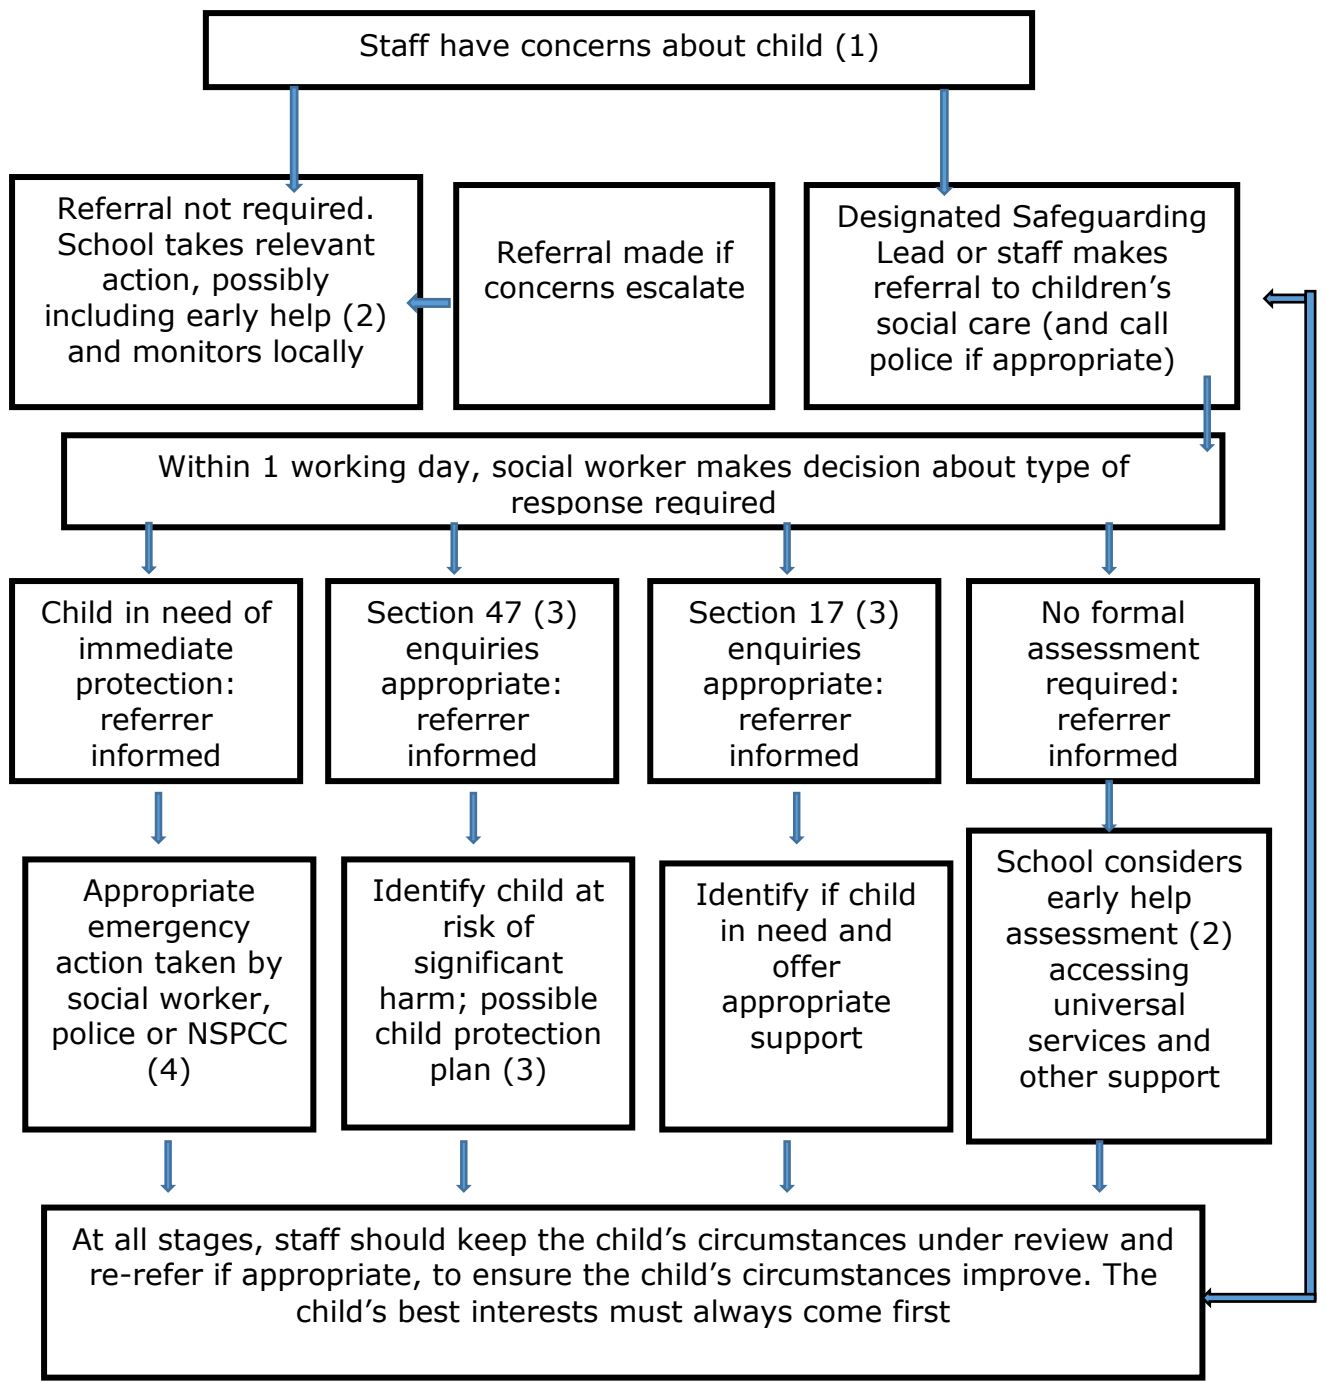 Staff have concerns about child (1)
Referral not required.
School takes relevant
action, possibly
including early help (2)
and monitors locally
Referral made if
concerns escalate
Designated Safeguarding
Lead or staff makes
referral to children’s
social care (and call
police if appropriate)
Within 1 working day, social worker makes decision about type of
response required
Child in need of
immediate
protection:
referrer
informed
Section 47 (3)
enquiries
appropriate:
referrer
informed
Section 17 (3)
enquiries
appropriate:
referrer
informed
No formal
assessment
required:
referrer
informed
Appropriate
emergency
action taken by
social worker,
police or NSPCC
(4)
Identify child at
risk of
significant
harm; possible
child protection
plan (3)
Identify if child
in need and
offer
appropriate
support
School considers
early help
assessment (2)
accessing
universal
services and
other support
At all stages, staff should keep the child’s circumstances under review and
re-refer if appropriate, to ensure the child’s circumstances improve. The
child’s best interests must always come first